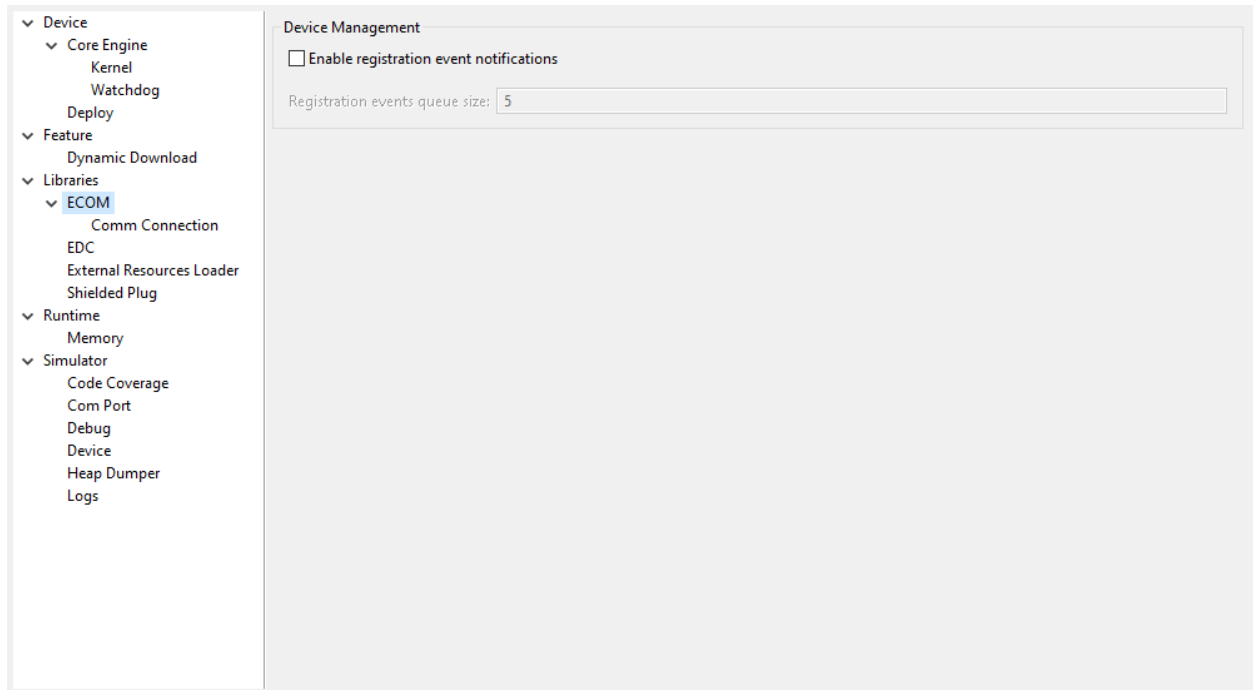 Device
Core Engine
Kernel
Watchdog
Deploy
Feature
Dynamic Download
Libraries
ECOM
Comm Connection
EDC
External Resources Loader
Shielded Plug
Runtime
Memory
Simulator
Code Coverage
Com Port
Debug
Device
Heap Dumper
Logs
Device Management
Enable registration event notifications
Registration events queue size: 5